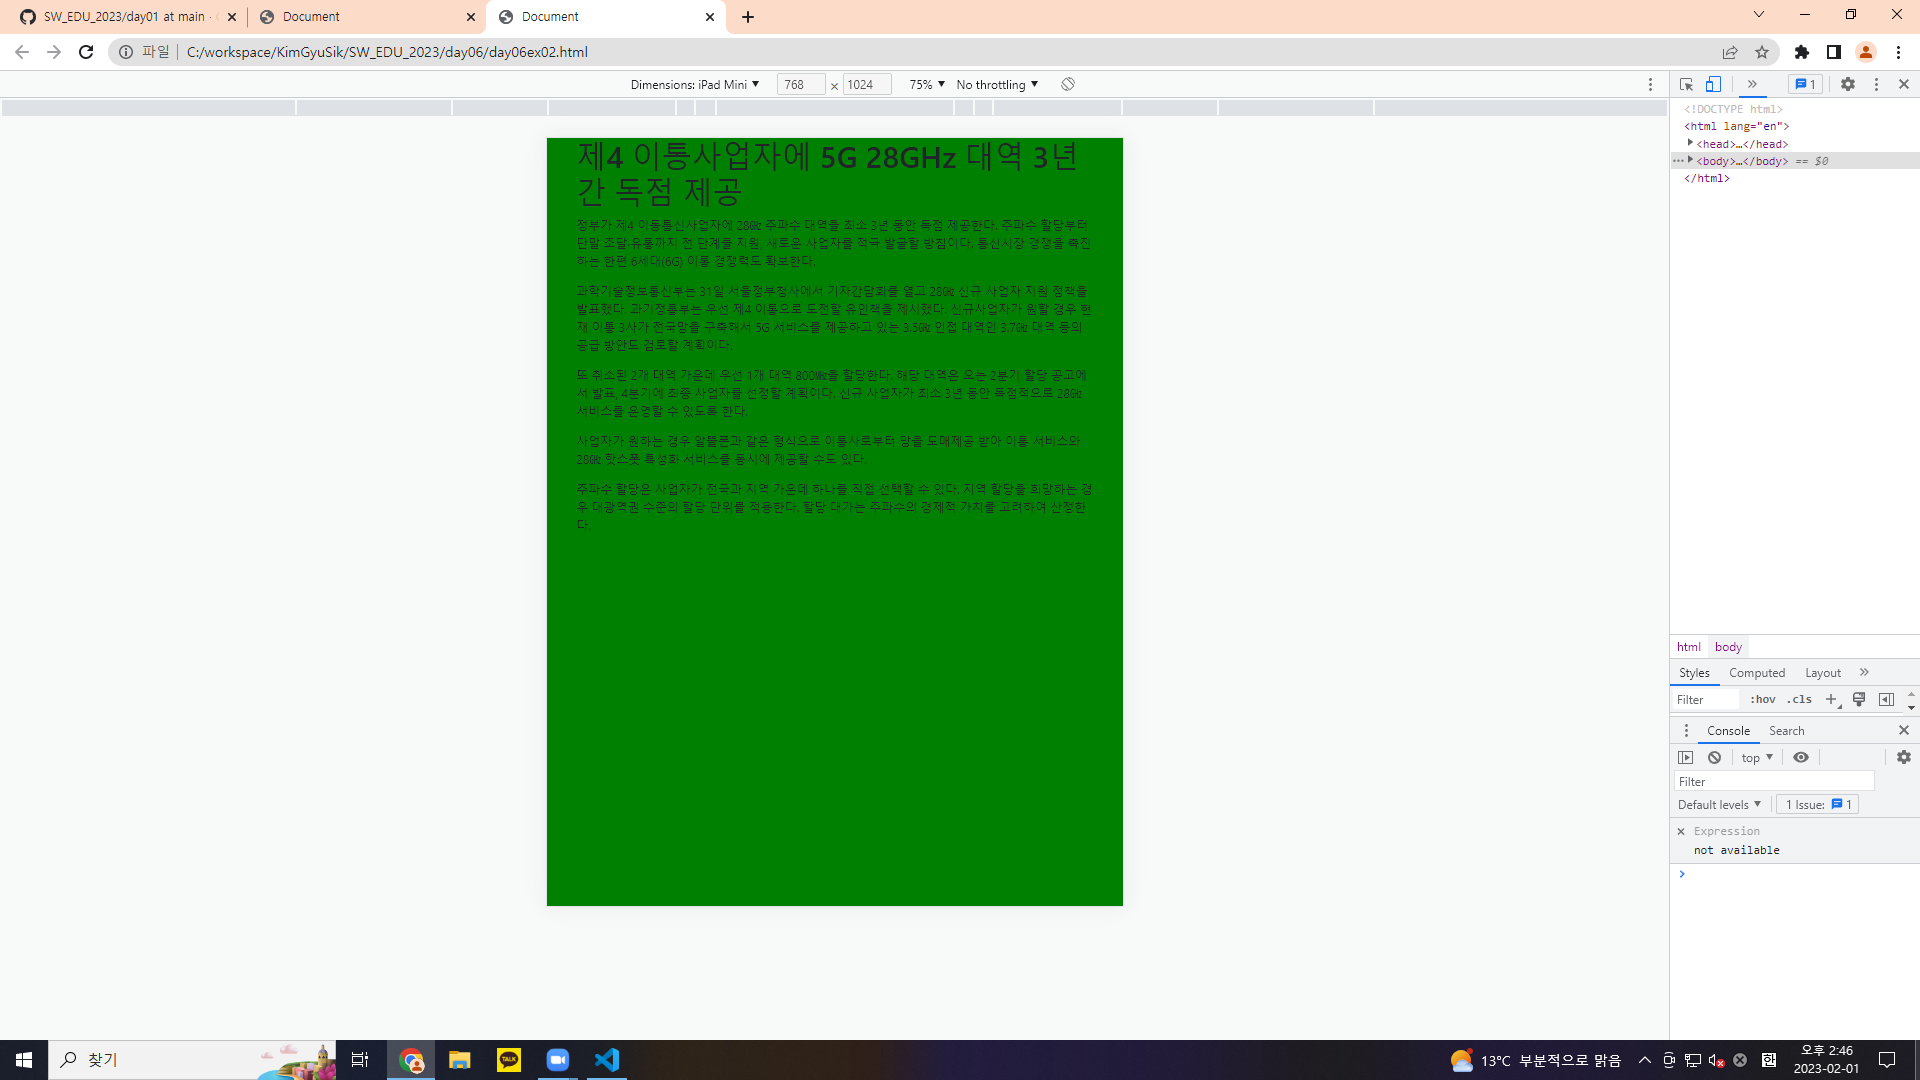 SW_EDU_2023/day01 at main ·
Document
Document
파일
C:/workspace/KimGyuSik/SW_EDU_2023/day06/day06ex02.html
Dimensions: iPad Mini ▼ 768 × 1024 75% ▼ No throttling ▼
1
<!DOCTYPE html>
<html lang="en">
<head>…</head>
<body>…</body> == $0
</html>
제4 이통사업자에 5G 28GHz 대역 3년
간 독점 제공
정부가 제4 이동통신사업자에 28㎓ 주파수 대역을 최소 3년 동안 독점 제공한다. 주파수 할당부터
단말 조달·유통까지 전 단계를 지원, 새로운 사업자를 적극 발굴할 방침이다. 통신시장 경쟁을 촉진
하는 한편 6세대(6G) 이통 경쟁력도 확보한다.
과학기술정보통신부는 31일 서울정부청사에서 기자간담회를 열고 28㎓ 신규 사업자 지원 정책을
발표했다. 과기정통부는 우선 제4 이통으로 도전할 유인책을 제시했다. 신규사업자가 원할 경우 현
재 이통 3사가 전국망을 구축해서 5G 서비스를 제공하고 있는 3.5㎓ 인접 대역인 3.7㎓ 대역 등의
공급 방안도 검토할 계획이다.
또 취소된 2개 대역 가운데 우선 1개 대역 800㎒를 할당한다. 해당 대역은 오는 2분기 할당 공고에
서 발표, 4분기에 최종 사업자를 선정할 계획이다. 신규 사업자가 최소 3년 동안 독점적으로 28㎓
서비스를 운영할 수 있도록 한다.
사업자가 원하는 경우 알뜰폰과 같은 형식으로 이통사로부터 망을 도매제공 받아 이통 서비스와
28㎓ 핫스폿 특성화 서비스를 동시에 제공할 수도 있다.
주파수 할당은 사업자가 전국과 지역 가운데 하나를 직접 선택할 수 있다. 지역 할당을 희망하는 경
우 대광역권 수준의 할당 단위를 적용한다. 할당 대가는 주파수의 경제적 가치를 고려하여 산정한
다.
html body
Styles Computed Layout
Filter :hov .cls
Console Search
top ▼
Filter
Default levels ▼ 1 Issue: 1
Expression
not available
찾기
TALK
13°C 부분적으로 맑음
한
오후 2:46
2023-02-01